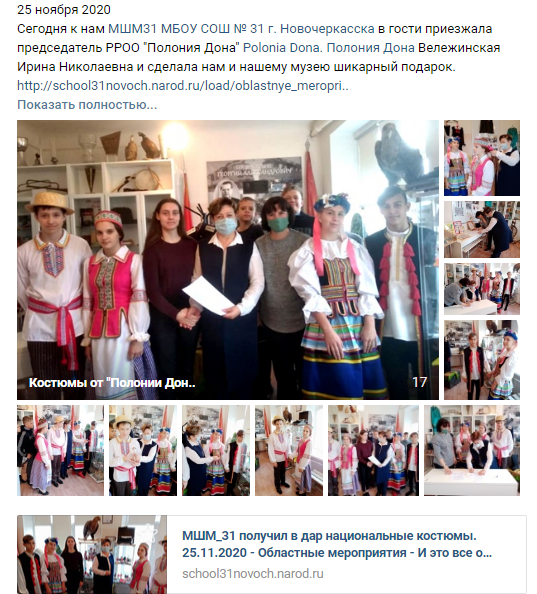 25 ноября 2020
Сегодня к нам МШМ31 МБОУ СОШ № 31 г. Новочеркасска в гости приезжала
председатель РРОО "Полония Дона" Polonia Dona. Полония Дона Вележинская
Ирина Николаевна и сделала нам и нашему музею шикарный подарок.
http://school31novoch.narod.ru/load/oblastnye_meropri..
Показать полностью...
Костюмы от "Полонии Дон..
17
МШМ_31 получил в дар национальные костюмы.
25.11.2020 - Областные мероприятия - И это все о...
school31novoch.narod.ru